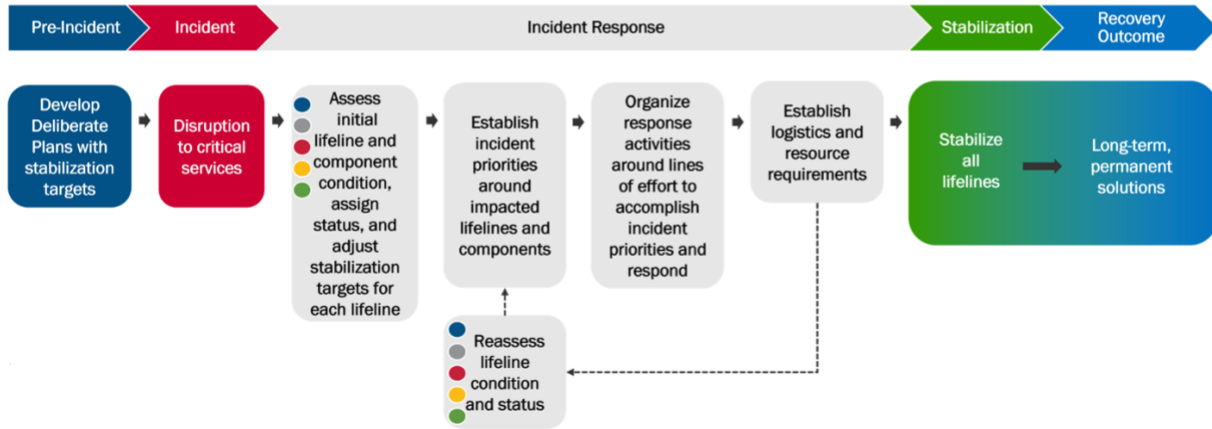 Pre-Incident
Incident
Incident Response
Stabilization
Recovery
Outcome
Develop
Deliberate
Plans with
stabilization
targets
Disruption
to critical
services
Assess
initial
lifeline and
component
condition,
assign
status, and
adjust
stabilization
targets for
each lifeline
Establish
incident
priorities
around
impacted
lifelines and
components
Organize
response
activities
around lines
of effort to
accomplish
incident
priorities and
respond
Establish
logistics and
resource
requirements
Stabilize
all
lifelines
Long-term,
permanent
solutions
Reassess
lifeline
condition
and status